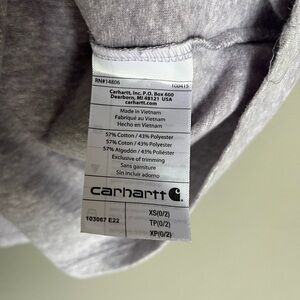 RN#14806 100415
Carhartt, Inc. P.O. Box 600
Dearborn, MI 48121 USA
carhartt.com
Made in Vietnam
Fabriqué au Vietnam
Hecho en Vietnam
57% Cotton / 43% Polyester
57% Coton / 43% Polyester
57% Algodón / 43% Poliéster
Exclusive of trimming
Sans garniture
Sin incluir adorno
carhartt
103067 E22
XS(0/2)
TP(0/2)
XP(0/2)